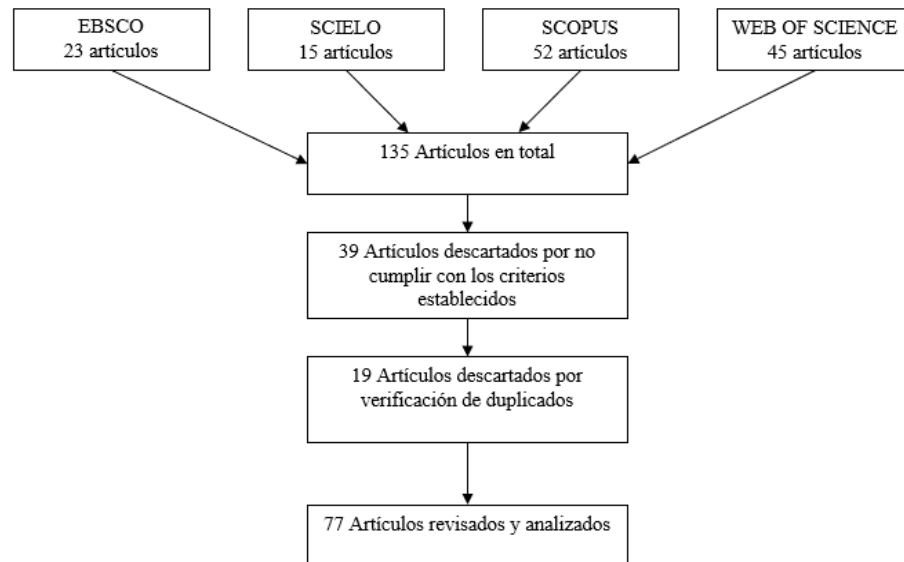 EBSCO
23 artículos
SCIELO
15 artículos
SCOPUS
52 artículos
WEB OF SCIENCE
45 artículos
135 Artículos en total
39 Artículos descartados por no
cumplir con los criterios
establecidos
19 Artículos descartados por
verificación de duplicados
77 Artículos revisados y analizados